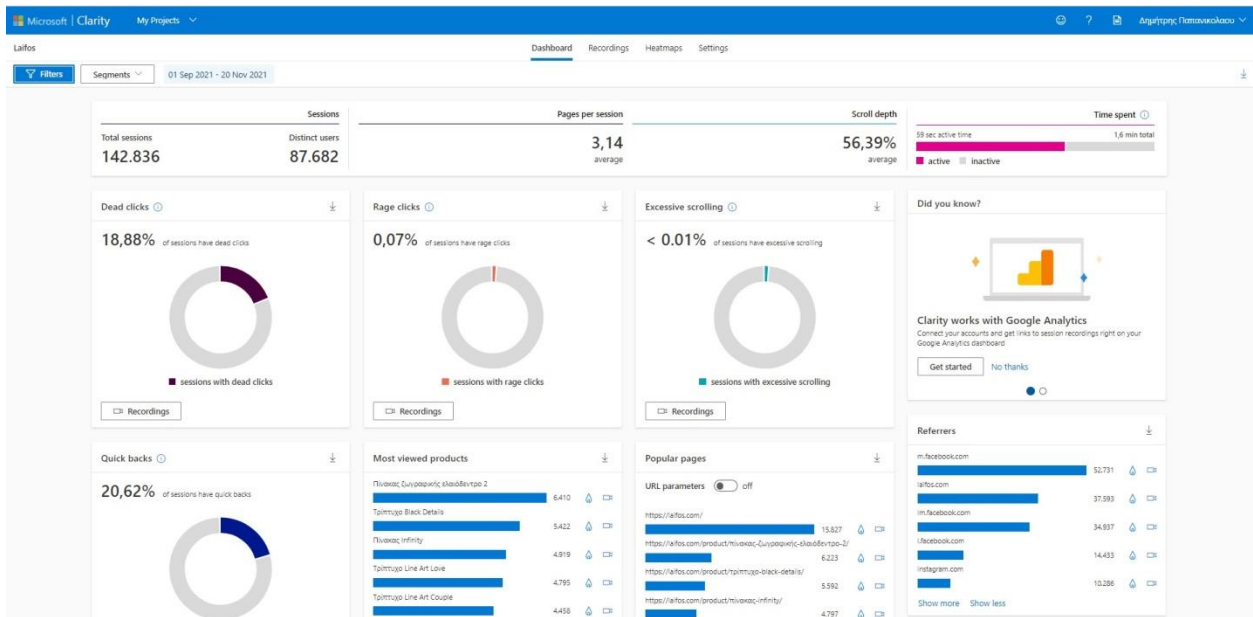 Microsoft | Clarity My Projects
? Δημήτρης Παπανικολαου
Laifos
Dashboard Recordings Heatmaps Settings
Filters Segments 01 Sep 2021 - 20 Nov 2021
Sessions
Total sessions Distinct users
142.836 87.682
Pages per session
3,14
average
Scroll depth
56,39%
average
Time spent
59 sec active time 1,6 min total
active inactive
Dead clicks
18,88% of sessions have dead clicks
sessions with dead clicks
Recordings
Rage clicks
0,07% of sessions have rage clicks
sessions with rage clicks
Recordings
Excessive scrolling
< 0.01% of sessions have excessive scrolling
sessions with excessive scrolling
Recordings
Did you know?
Clarity works with Google Analytics
Connect your accounts and get links to session recordings right on your
Google Analytics dashboard
Get started No thanks
Quick backs
20,62% of sessions have quick backs
Most viewed products
Πίνακας ζωγραφικής ελαιόδεντρο 2
6.410
Τρίπτυχο Black Details
5.422
Πίνακας Infinity
4.919
Τρίπτυχο Line Art Love
4.795
Τρίπτυχο Line Art Couple
4.458
Popular pages
URL parameters off
https://laifos.com/
15.827
https://laifos.com/product/πίνακας-ζωγραφικής-ελαιόδεντρο-2/
6.223
https://laifos.com/product/τρίπτυχο-black-details/
5.592
https://laifos.com/product/πίνακας-infinity/
4.797
Referrers
m.facebook.com
52.731
laifos.com
37.593
lm.facebook.com
34.937
l.facebook.com
14.433
instagram.com
10.286
Show more Show less